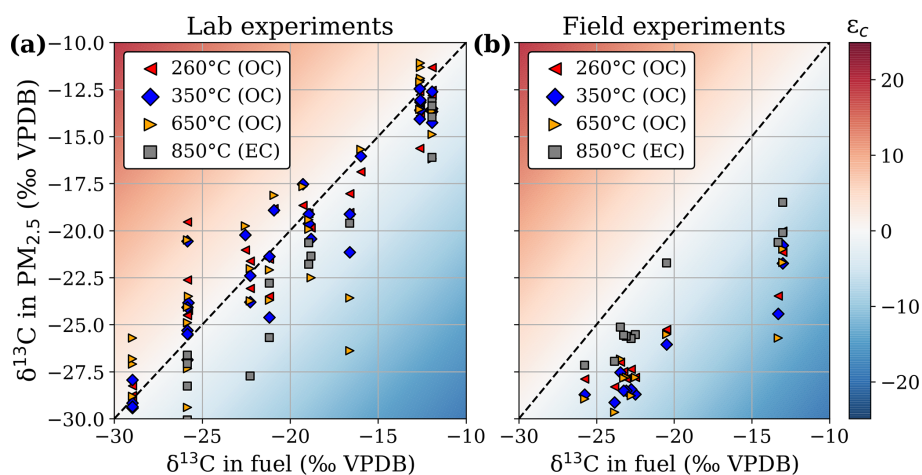 Lab experiments
Field experiments
(a)
(b)
ε_c
260°C (OC)
350°C (OC)
650°C (OC)
850°C (EC)
260°C (OC)
350°C (OC)
650°C (OC)
850°C (EC)
−10.0
−12.5
−15.0
−17.5
−20.0
−22.5
−25.0
−27.5
−30.0
δ¹³C in PM₂.₅ (‰ VPDB)
20
10
0
−10
−20
−30
−25
−20
−15
−10
−30
−25
−20
−15
−10
δ¹³C in fuel (‰ VPDB)
δ¹³C in fuel (‰ VPDB)